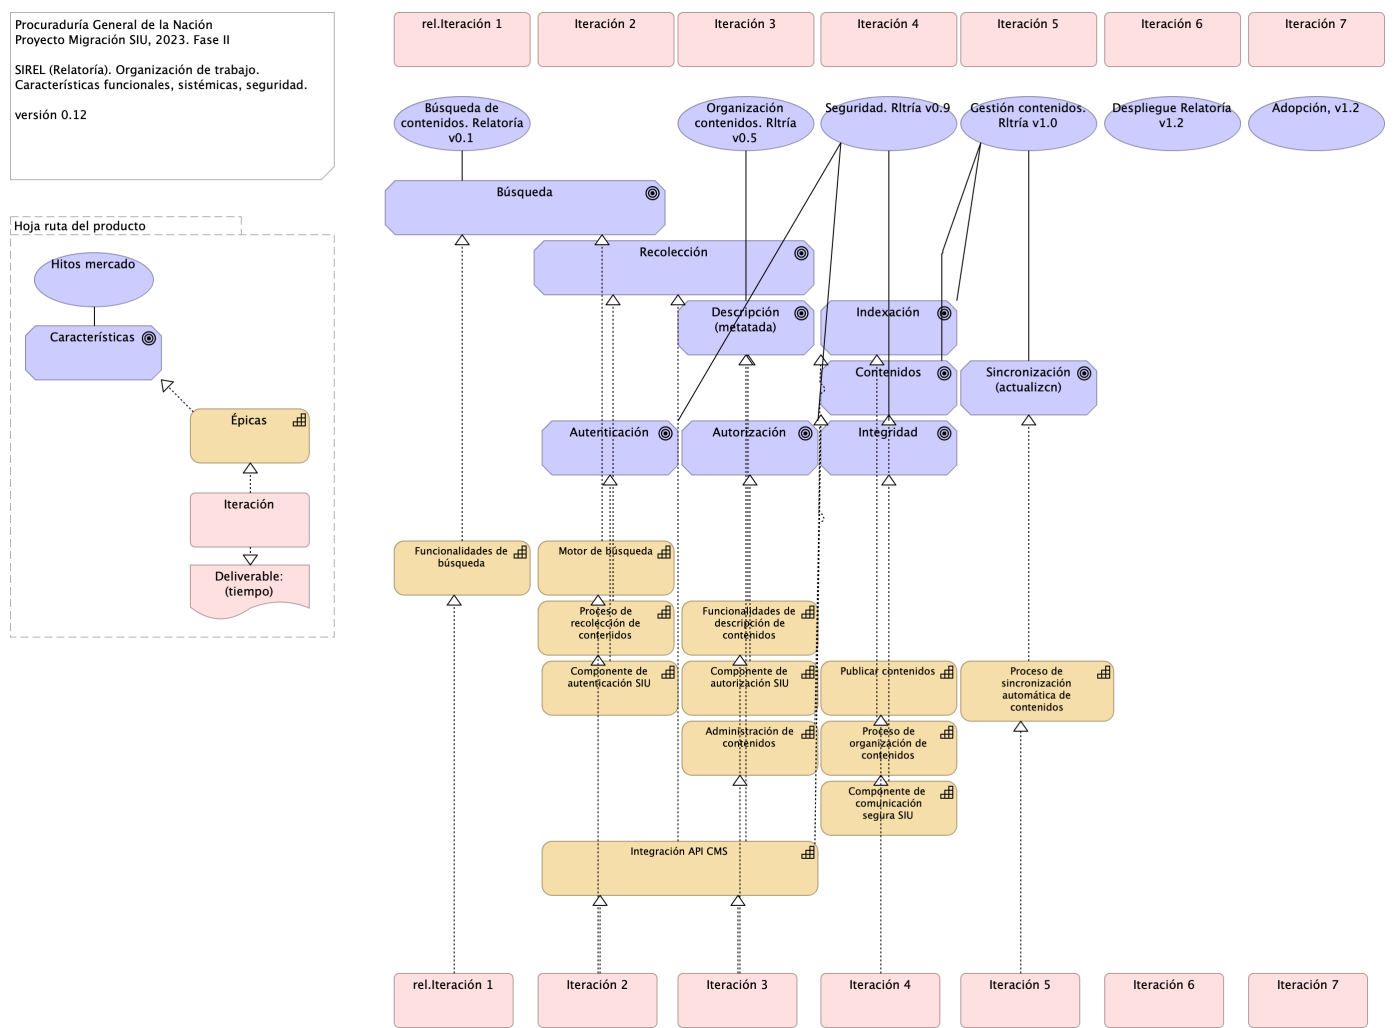 Procuraduría General de la Nación
Proyecto Migración SIU, 2023. Fase II
SIREL (Relatoría). Organización de trabajo.
Características funcionales, sistémicas, seguridad.
versión 0.12
rel.Iteración 1
Iteración 2
Iteración 3
Iteración 4
Iteración 5
Iteración 6
Iteración 7
Búsqueda de
contenidos. Relatoría
v0.1
Organización
contenidos. Rltría
v0.5
Seguridad. Rltría v0.9
Gestión contenidos.
Rltría v1.0
Despliegue Relatoría
v1.2
Adopción, v1.2
Búsqueda
Recolección
Descripción
(metatada)
Indexación
Contenidos
Sincronización
(actualizcn)
Autenticación
Autorización
Integridad
Hoja ruta del producto
Hitos mercado
Características
Épicas
Iteración
Deliverable:
(tiempo)
Funcionalidades de
búsqueda
Motor de búsqueda
Proceso de
recolección de
contenidos
Funcionalidades de
descripción de
contenidos
Componente de
autenticación SIU
Componente de
autorización SIU
Publicar contenidos
Proceso de
sincronización
automática de
contenidos
Administración de
contenidos
Proceso de
organización de
contenidos
Componente de
comunicación
segura SIU
Integración API CMS
rel.Iteración 1
Iteración 2
Iteración 3
Iteración 4
Iteración 5
Iteración 6
Iteración 7